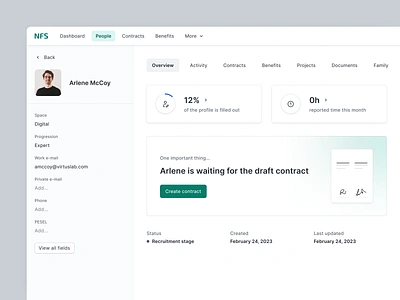 NFS Dashboard People Contracts Benefits More
Back
Arlene McCoy
Space
Digital
Progression
Expert
Work e-mail
amccoy@virtuslab.com
Private e-mail
Add...
Phone
Add...
PESEL
Add...
View all fields
Overview Activity Contracts Benefits Projects Documents Family
12%
of the profile is filled out
0h
reported time this month
One important thing...
Arlene is waiting for the draft contract
Create contract
Status
Recruitment stage
Created
February 24, 2023
Last updated
February 24, 2023